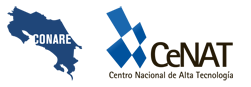 CONARE
CeNAT
Centro Nacional de Alta Tecnología